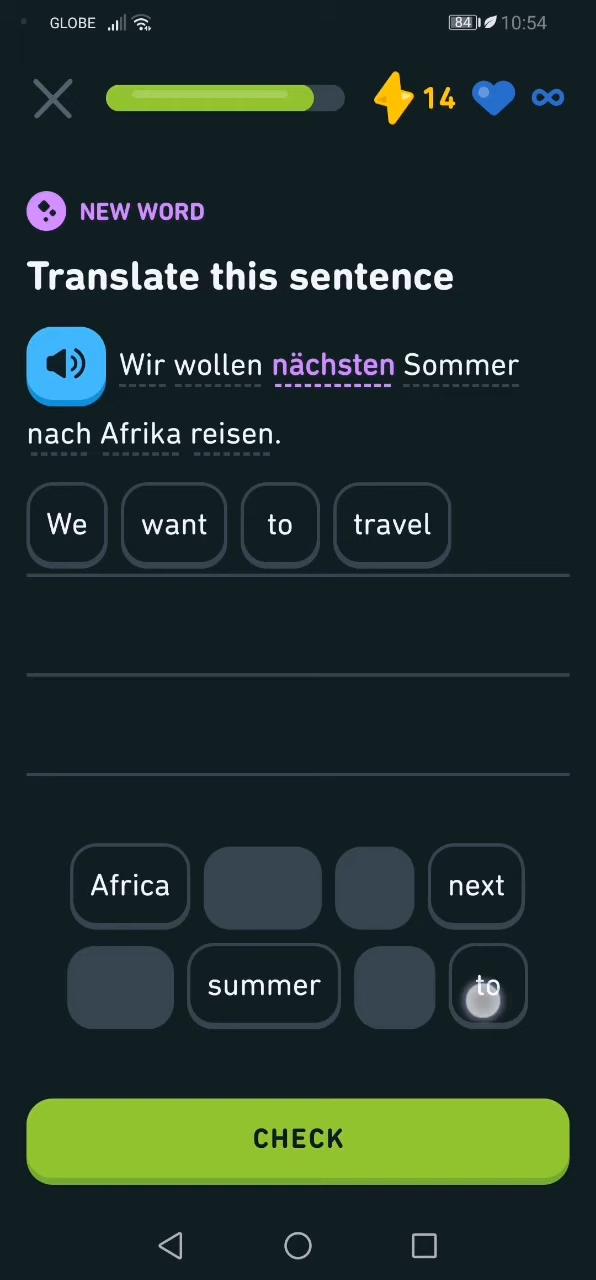 GLOBE 84 10:54
14 ∞
NEW WORD
Translate this sentence
Wir wollen nächsten Sommer
nach Afrika reisen.
We want to travel
Africa next
summer to
CHECK